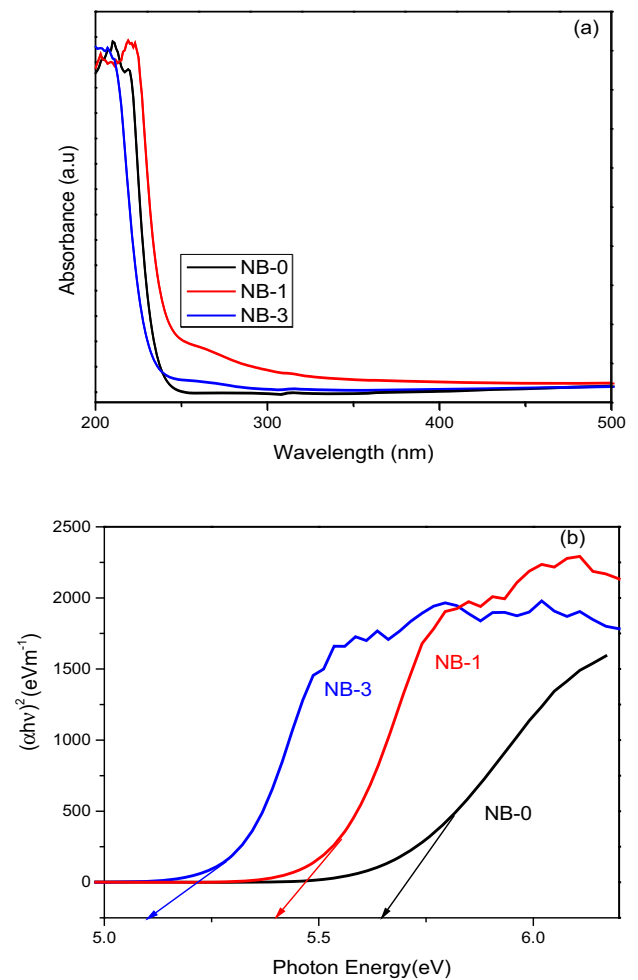 (a)
Absorbance (a.u)
NB-0
NB-1
NB-3
200
300
400
500
Wavelength (nm)
(b)
2500
2000
1500
1000
500
0
(αhν)² (eVm⁻¹)
NB-3
NB-1
NB-0
5.0
5.5
6.0
Photon Energy(eV)